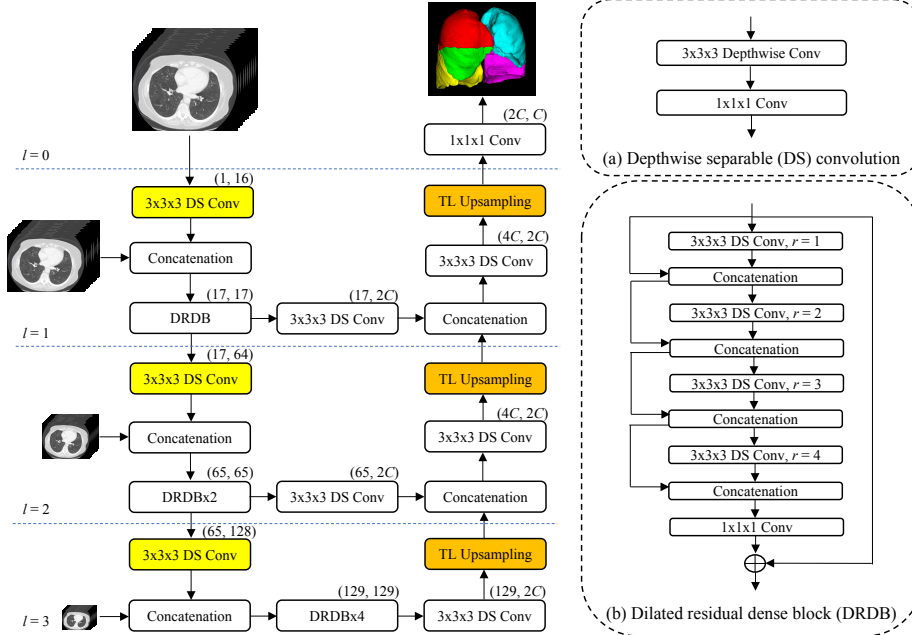 (2C, C)
1x1x1 Conv
l = 0
(1, 16)
3x3x3 DS Conv
TL Upsampling
(4C, 2C)
Concatenation
3x3x3 DS Conv
(17, 17)
(17, 2C)
DRDB
3x3x3 DS Conv
Concatenation
l = 1
(17, 64)
3x3x3 DS Conv
TL Upsampling
(4C, 2C)
Concatenation
3x3x3 DS Conv
(65, 65)
(65, 2C)
DRDBx2
3x3x3 DS Conv
Concatenation
l = 2
(65, 128)
3x3x3 DS Conv
TL Upsampling
(129, 129)
(129, 2C)
l = 3
Concatenation
DRDBx4
3x3x3 DS Conv
3x3x3 Depthwise Conv
1x1x1 Conv
(a) Depthwise separable (DS) convolution
3x3x3 DS Conv, r = 1
Concatenation
3x3x3 DS Conv, r = 2
Concatenation
3x3x3 DS Conv, r = 3
Concatenation
3x3x3 DS Conv, r = 4
Concatenation
1x1x1 Conv
(b) Dilated residual dense block (DRDB)